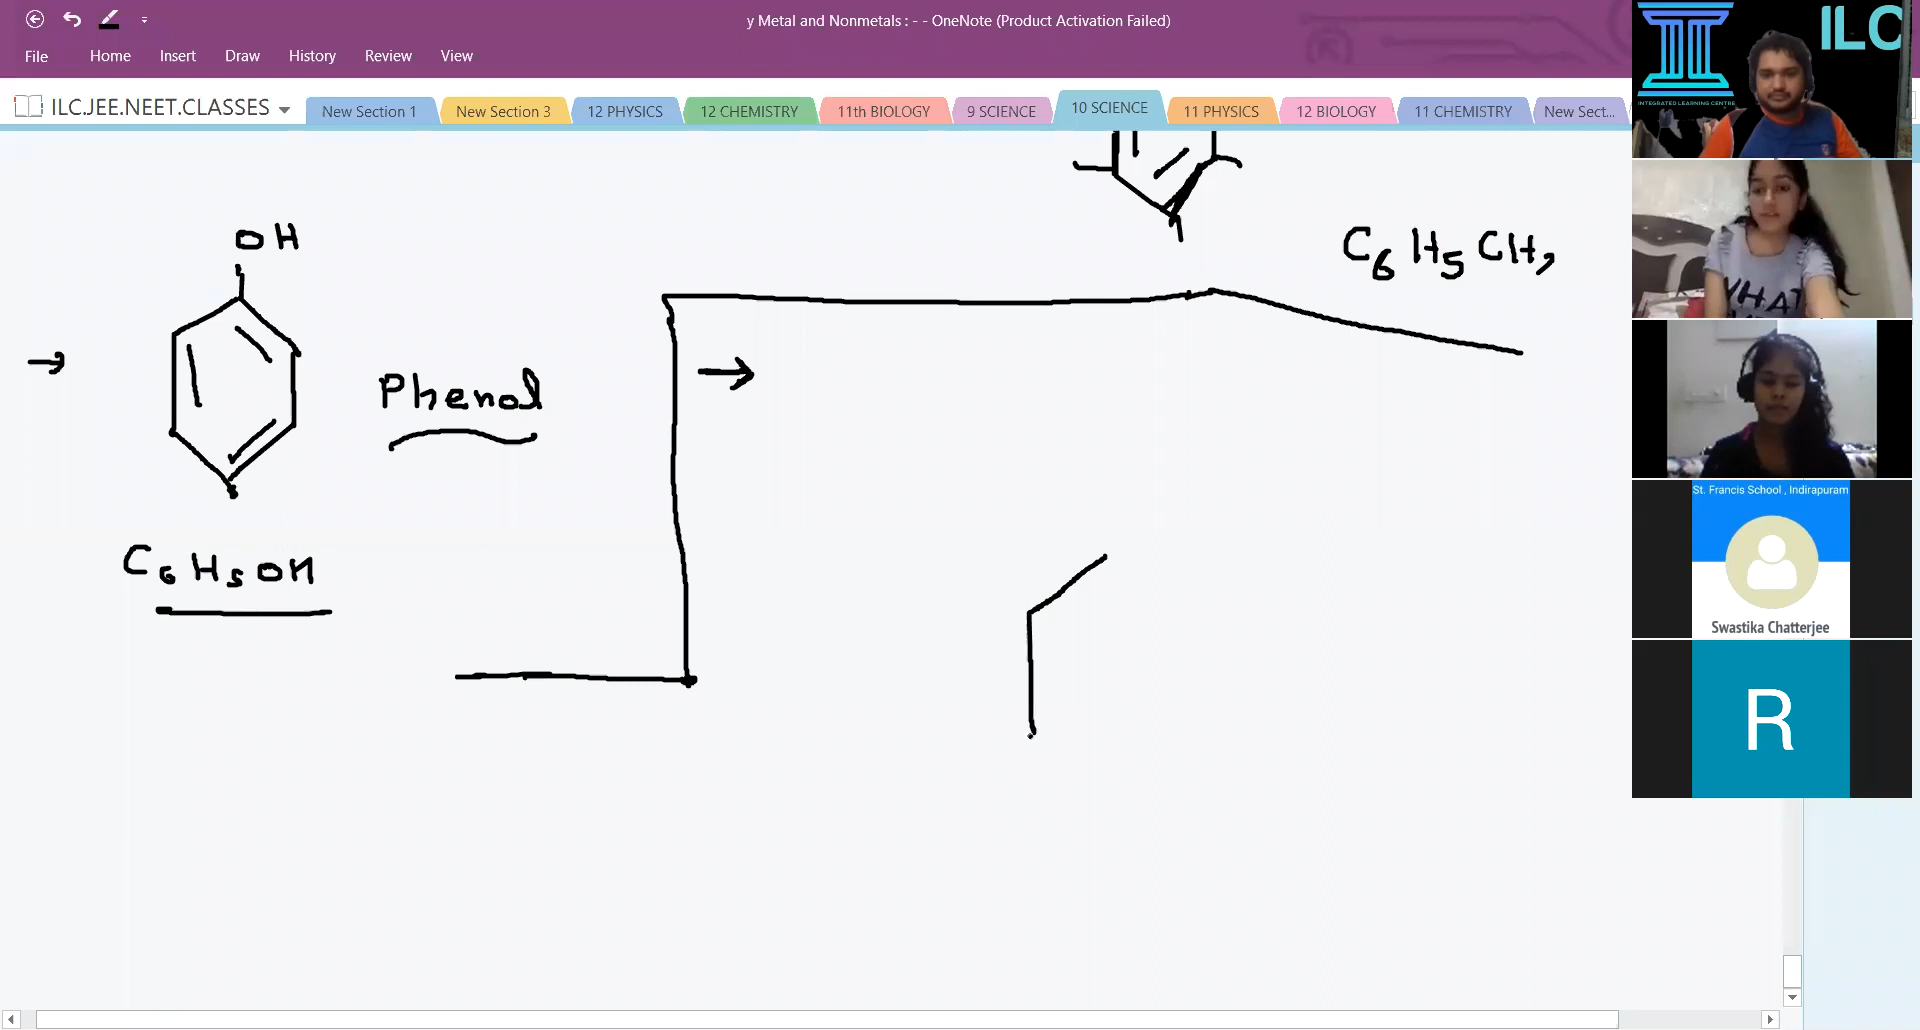 y Metal and Nonmetals : - - OneNote (Product Activation Failed)
File Home Insert Draw History Review View
ILC.JEE.NEET.CLASSES
New Section 1 New Section 3 12 PHYSICS 12 CHEMISTRY 11th BIOLOGY 9 SCIENCE 10 SCIENCE 11 PHYSICS 12 BIOLOGY 11 CHEMISTRY New Sect...
ILC
INTEGRATED LEARNING CENTRE
C6H5CH,
OH
Phenol
C6H5OH
WHAT
St. Francis School , Indirapuram
Swastika Chatterjee
R